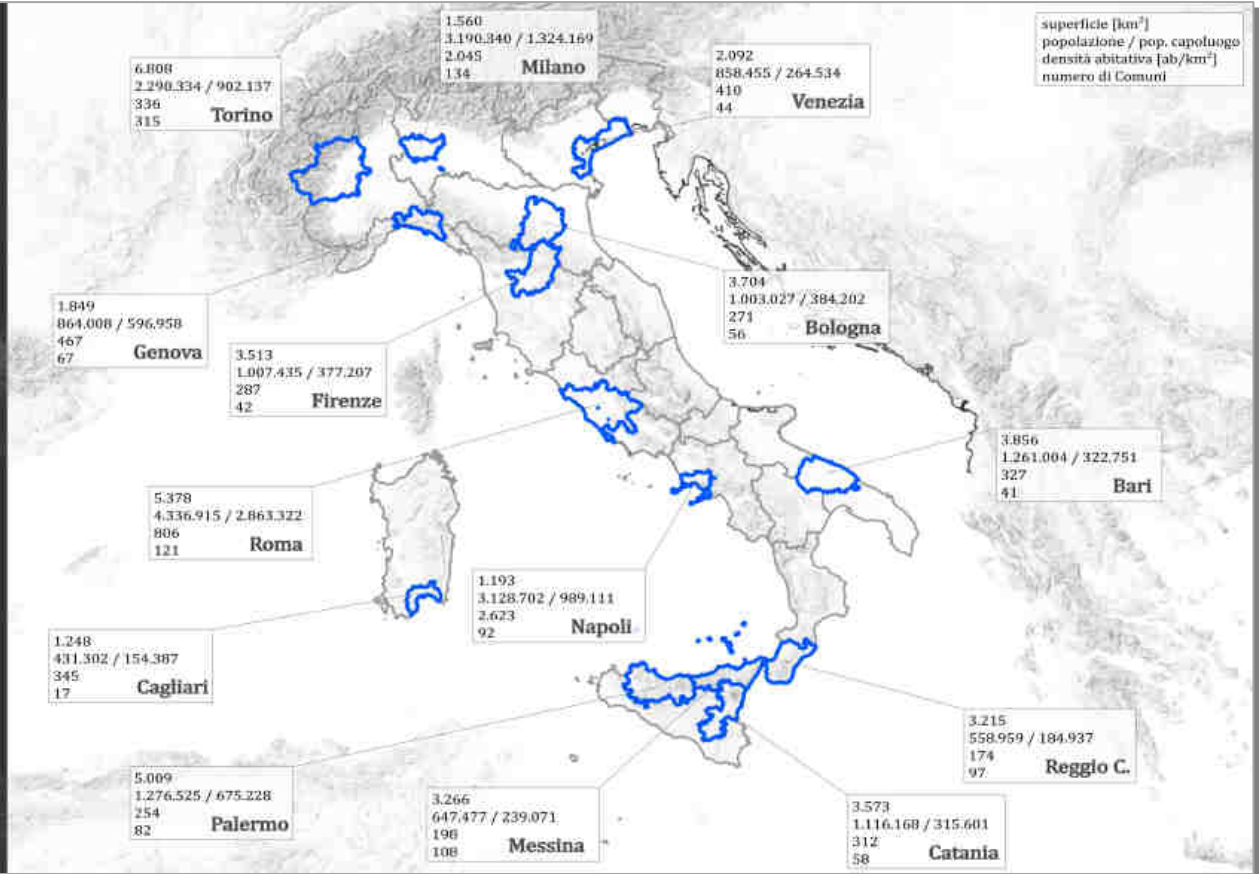 superficie [km²]
popolazione / pop. capoluogo
densità abitativa [ab/km²]
numero di Comuni
1.560
3.190.340 / 1.324.169
2.045
134
Milano
2.092
858.455 / 264.534
410
44
Venezia
6.808
2.290.334 / 902.137
336
315
Torino
3.704
1.003.027 / 384.202
271
56
Bologna
1.849
864.008 / 596.958
467
67
Genova
3.513
1.007.435 / 377.207
287
42
Firenze
3.856
1.261.004 / 322.751
327
41
Bari
5.378
4.336.915 / 2.863.322
806
121
Roma
1.193
3.128.702 / 989.111
2.623
92
Napoli
1.248
431.302 / 154.387
345
17
Cagliari
3.215
558.959 / 184.937
174
97
Reggio C.
5.009
1.276.525 / 675.228
254
82
Palermo
3.266
647.477 / 239.071
198
108
Messina
3.573
1.116.168 / 315.601
312
58
Catania